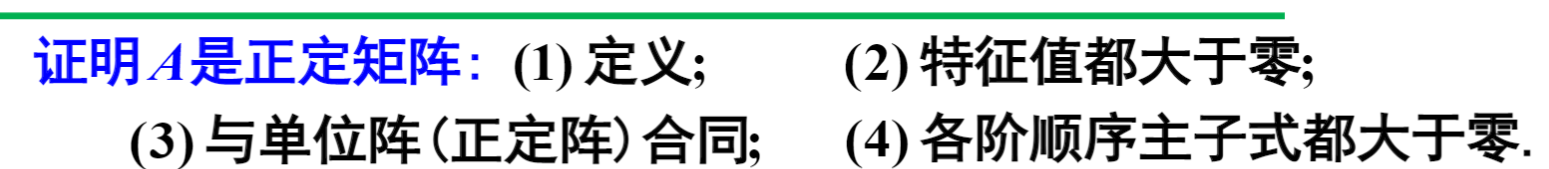 证明A是正定矩阵：(1) 定义; (2) 特征值都大于零;
(3) 与单位阵(正定阵)合同; (4) 各阶顺序主子式都大于零.